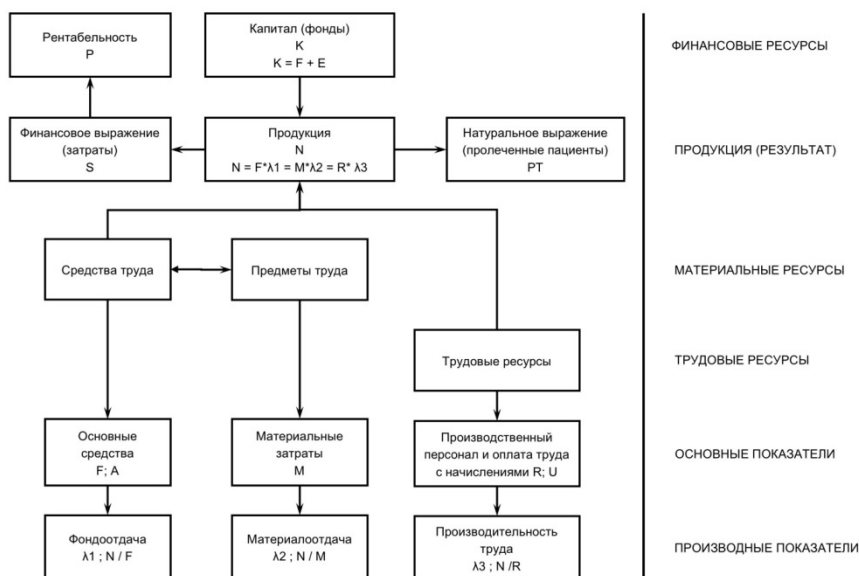 Рентабельность
P
Капитал (фонды)
K
K = F + E
ФИНАНСОВЫЕ РЕСУРСЫ
Финансовое выражение
(затраты)
S
Продукция
N
N = F*λ1 = M*λ2 = R* λ3
Натуральное выражение
(пролеченные пациенты)
PT
ПРОДУКЦИЯ (РЕЗУЛЬТАТ)
Средства труда
Предметы труда
МАТЕРИАЛЬНЫЕ РЕСУРСЫ
Трудовые ресурсы
ТРУДОВЫЕ РЕСУРСЫ
Основные
средства
F; A
Материальные
затраты
M
Производственный
персонал и оплата труда
с начислениями R; U
ОСНОВНЫЕ ПОКАЗАТЕЛИ
Фондоотдача
λ1 ; N / F
Материалоотдача
λ2 ; N / M
Производительность
труда
λ3 ; N /R
ПРОИЗВОДНЫЕ ПОКАЗАТЕЛИ